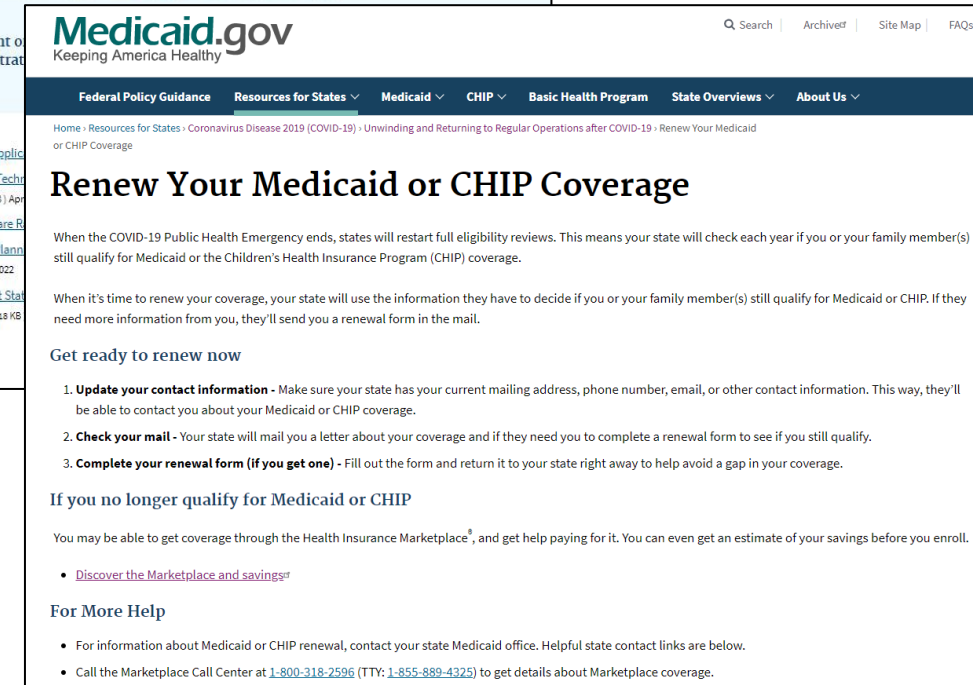 Medicaid.gov
Keeping America Healthy
Search
Archive
Site Map
FAQs
Federal Policy Guidance
Resources for States
Medicaid
CHIP
Basic Health Program
State Overviews
About Us
Home › Resources for States › Coronavirus Disease 2019 (COVID-19) › Unwinding and Returning to Regular Operations after COVID-19 › Renew Your Medicaid
or CHIP Coverage
Renew Your Medicaid or CHIP Coverage
When the COVID-19 Public Health Emergency ends, states will restart full eligibility reviews. This means your state will check each year if you or your family member(s)
still qualify for Medicaid or the Children's Health Insurance Program (CHIP) coverage.
When it's time to renew your coverage, your state will use the information they have to decide if you or your family member(s) still qualify for Medicaid or CHIP. If they
need more information from you, they'll send you a renewal form in the mail.
Get ready to renew now
1. Update your contact information - Make sure your state has your current mailing address, phone number, email, or other contact information. This way, they'll
be able to contact you about your Medicaid or CHIP coverage.
2. Check your mail - Your state will mail you a letter about your coverage and if they need you to complete a renewal form to see if you still qualify.
3. Complete your renewal form (if you get one) - Fill out the form and return it to your state right away to help avoid a gap in your coverage.
If you no longer qualify for Medicaid or CHIP
You may be able to get coverage through the Health Insurance Marketplace®, and get help paying for it. You can even get an estimate of your savings before you enroll.
• Discover the Marketplace and savings
For More Help
• For information about Medicaid or CHIP renewal, contact your state Medicaid office. Helpful state contact links are below.
• Call the Marketplace Call Center at 1-800-318-2596 (TTY: 1-855-889-4325) to get details about Marketplace coverage.